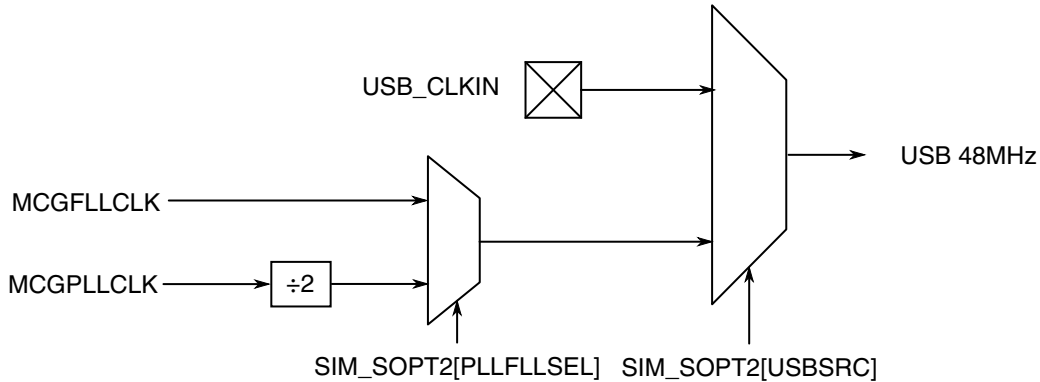 USB_CLKIN
USB 48MHz
MCGFLLCLK
MCGPLLCLK
÷2
SIM_SOPT2[PLLFLLSEL]
SIM_SOPT2[USBSRC]